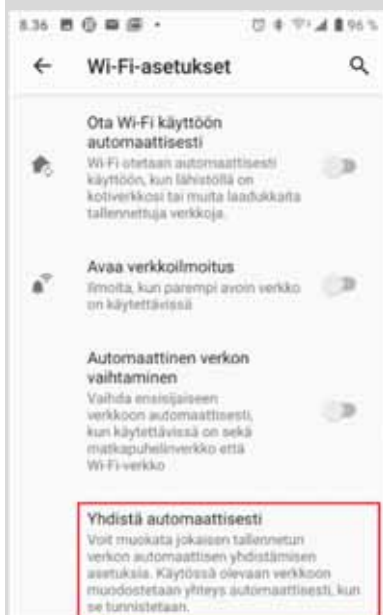 8.36
96 %
Wi-Fi-asetukset
Ota Wi-Fi käyttöön
automaattisesti
Wi-Fi otetaan automaattisesti
käyttöön, kun lähistöllä on
kotiverkkosi tai muita laadukkaita
tallennettuja verkkoja.
Avaa verkkoilmoitus
Ilmoita, kun parempi avoin verkko
on käytettävissä
Automaattinen verkon
vaihtaminen
Vaihda ensisijaiseen
verkkoon automaattisesti,
kun käytettävissä on sekä
matkapuhelinverkko että
Wi-Fi-verkko
Yhdistä automaattisesti
Voit muokata jokaisen tallennetun
verkon automaattisen yhdistämisen
asetuksia. Käytössä olevaan verkkoon
muodostetaan yhteys automaattisesti, kun
se tunnistetaan.